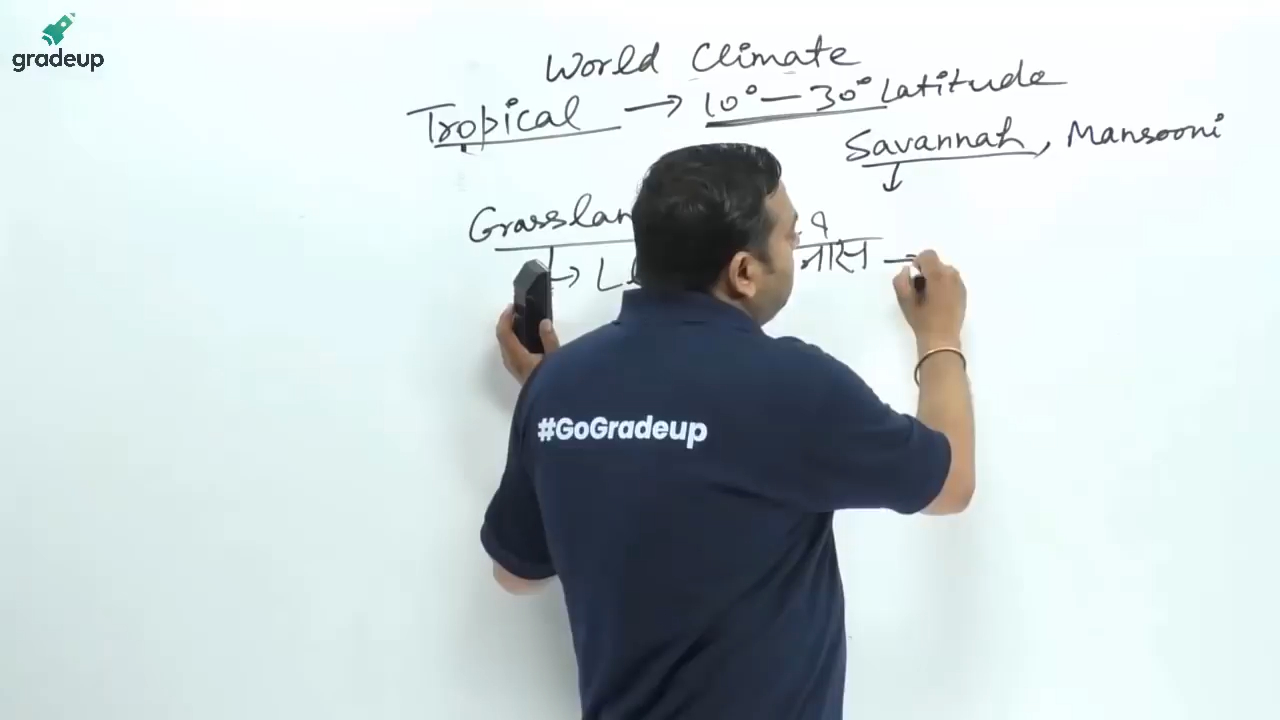 gradeup
World Climate
Tropical → 10° — 30° Latitude
Savannah, Mansooni
↓
Grasslan
→ L
#GoGradeup